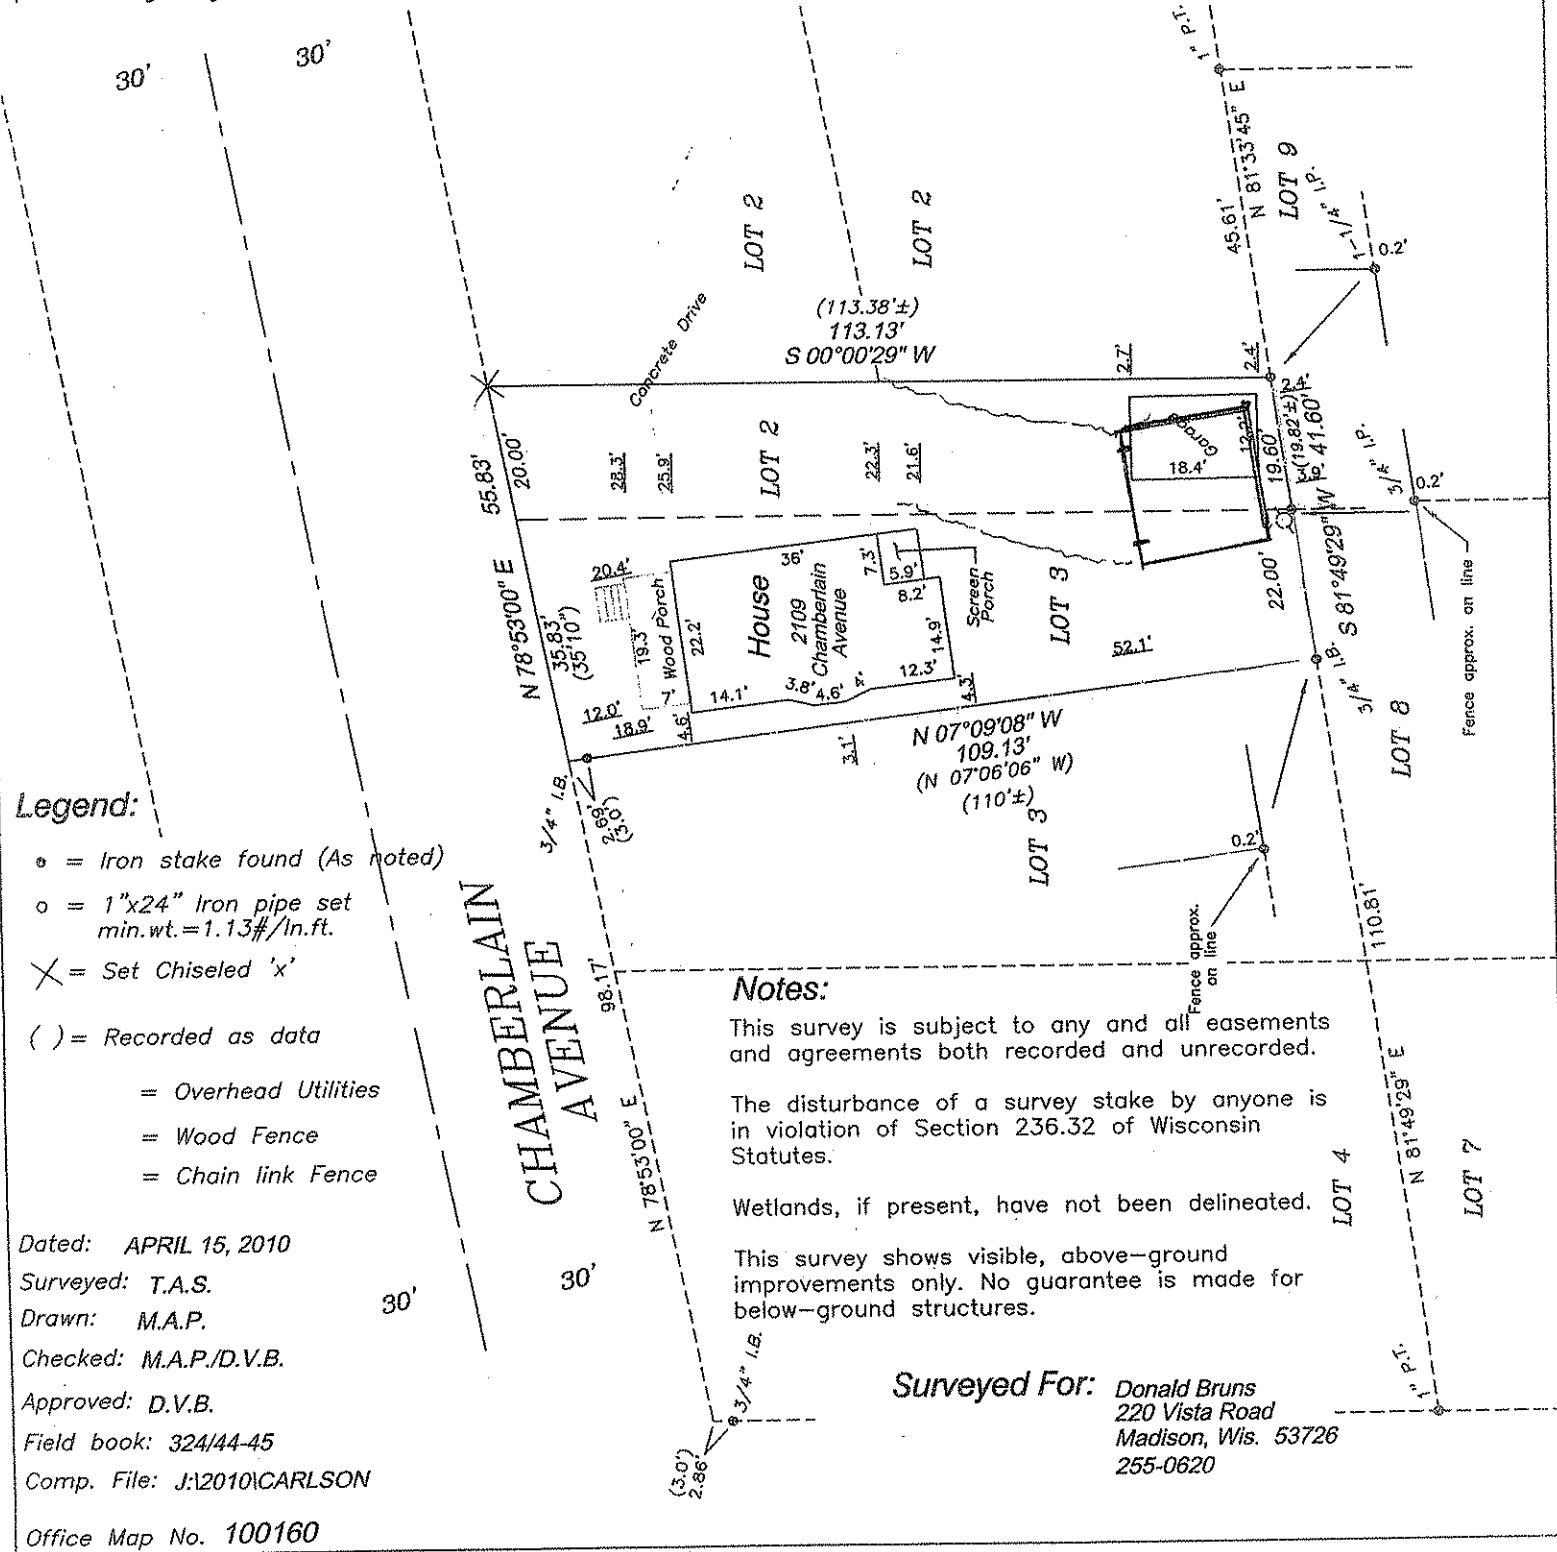 30'
30'
1" P.T.
N 81°33'45" E
45.61'
LOT 9
1-1/4" I.P.
0.2'
LOT 2
LOT 2
Concrete Drive
(113.38'±)
113.13'
S 00°00'29" W
2.7'
2.4'
2.4'
55.83'
20.00'
28.3'
25.9'
LOT 2
22.3'
21.6'
Garage
12.2'
18.4'
19.60'
(19.82'±)
41.60'
S 81°49'29" W
3/4" I.P.
0.2'
Fence approx. on line
N 78°53'00" E
35.83'
(35'10")
20.4'
19.3'
Wood Porch
7'
22.2'
House
2109
Chamberlain
Avenue
36'
7.3'
5.9'
8.2'
Screen
Porch
14.9'
12.3'
14.1'
3.8'
4.6'
4'
LOT 3
22.00'
52.1'
12.0'
18.9'
4.6'
3.1'
4.3'
N 07°09'08" W
109.13'
(N 07°06'06" W)
(110'±)
LOT 3
3/4" I.B.
LOT 8
3/4" I.B.
2.69'
(3.0')
0.2'
Fence approx.
on line
110.81'
Legend:
= Iron stake found (As noted)
= 1"x24" Iron pipe set
min.wt.=1.13#/ln.ft.
= Set Chiseled 'x'
( ) = Recorded as data
= Overhead Utilities
= Wood Fence
= Chain link Fence
CHAMBERLAIN
AVENUE
98.17'
N 78°53'00" E
30'
30'
Notes:
This survey is subject to any and all easements
and agreements both recorded and unrecorded.
The disturbance of a survey stake by anyone is
in violation of Section 236.32 of Wisconsin
Statutes.
Wetlands, if present, have not been delineated.
This survey shows visible, above-ground
improvements only. No guarantee is made for
below-ground structures.
LOT 4
N 81°49'29" E
LOT 7
1" P.T.
3/4" I.B.
(3.0')
2.86'
Dated: APRIL 15, 2010
Surveyed: T.A.S.
Drawn: M.A.P.
Checked: M.A.P./D.V.B.
Approved: D.V.B.
Field book: 324/44-45
Comp. File: J:\2010\CARLSON
Office Map No. 100160
Surveyed For: Donald Bruns
220 Vista Road
Madison, Wis. 53726
255-0620